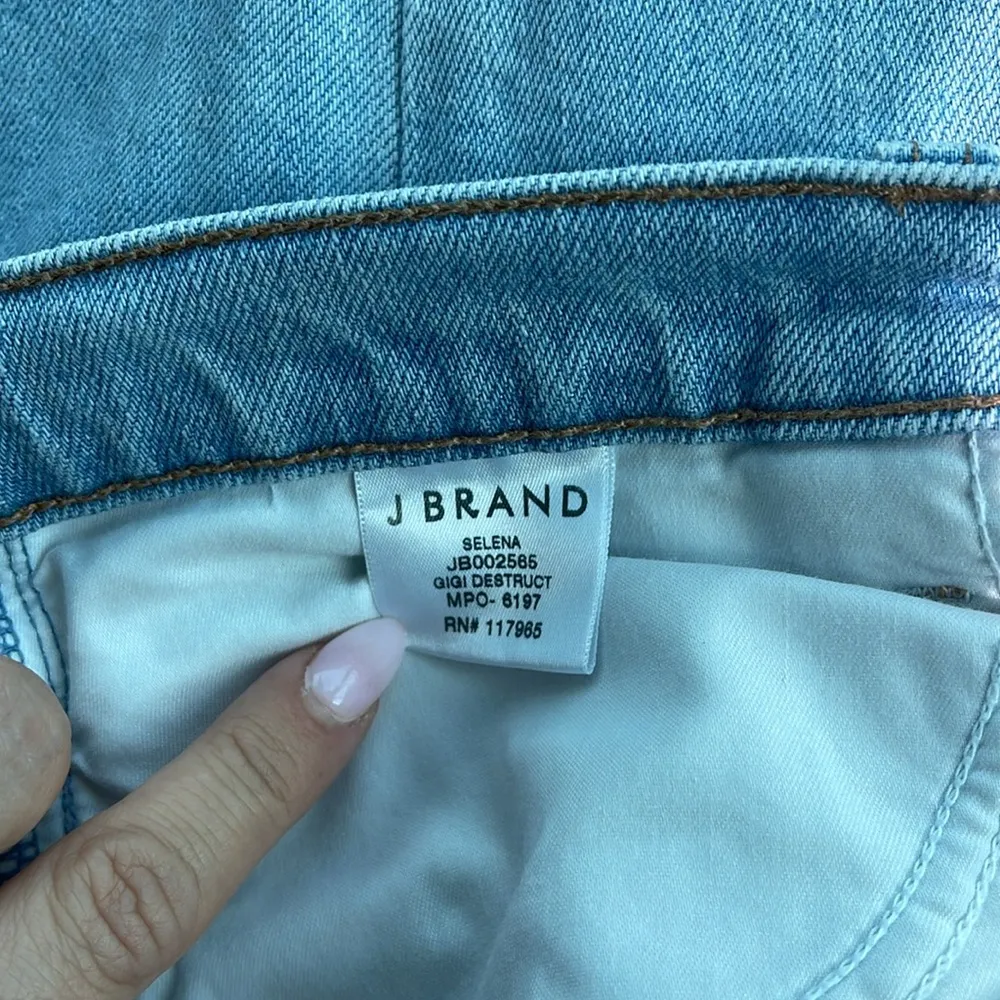 J BRAND
SELENA
JB002565
GIGI DESTRUCT
MPO- 6197
RN# 117965